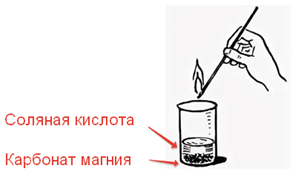 Соляная кислота
Карбонат магния